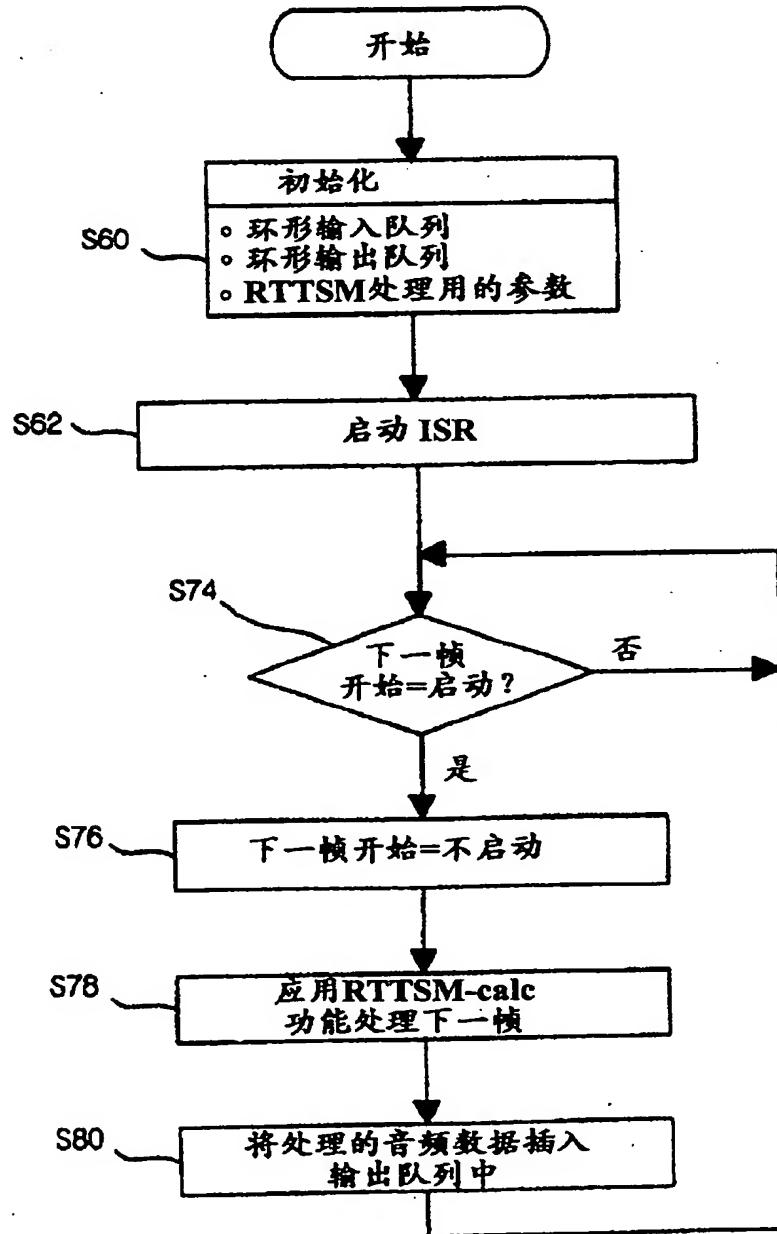 开始
初始化
S60
环形输入队列
环形输出队列
RTTSM处理用的参数
S62
启动 ISR
S74
下一帧
开始=启动?
否
是
S76
下一帧开始=不启动
S78
应用RTTSM-calc
功能处理下一帧
S80
将处理的音频数据插入
输出队列中